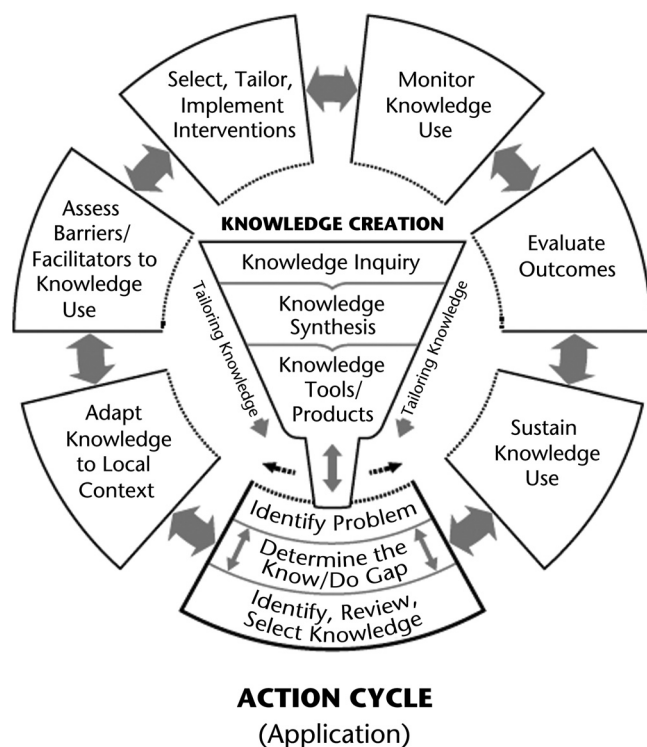 Select, Tailor,
Implement
Interventions
Monitor
Knowledge
Use
Assess
Barriers/
Facilitators to
Knowledge
Use
KNOWLEDGE CREATION
Evaluate
Outcomes
Knowledge Inquiry
Knowledge
Synthesis
Knowledge
Tools/
Products
Tailoring Knowledge
Tailoring Knowledge
Adapt
Knowledge
to Local
Context
Sustain
Knowledge
Use
Identify Problem
Determine the
Know/Do Gap
Identify, Review,
Select Knowledge
ACTION CYCLE
(Application)